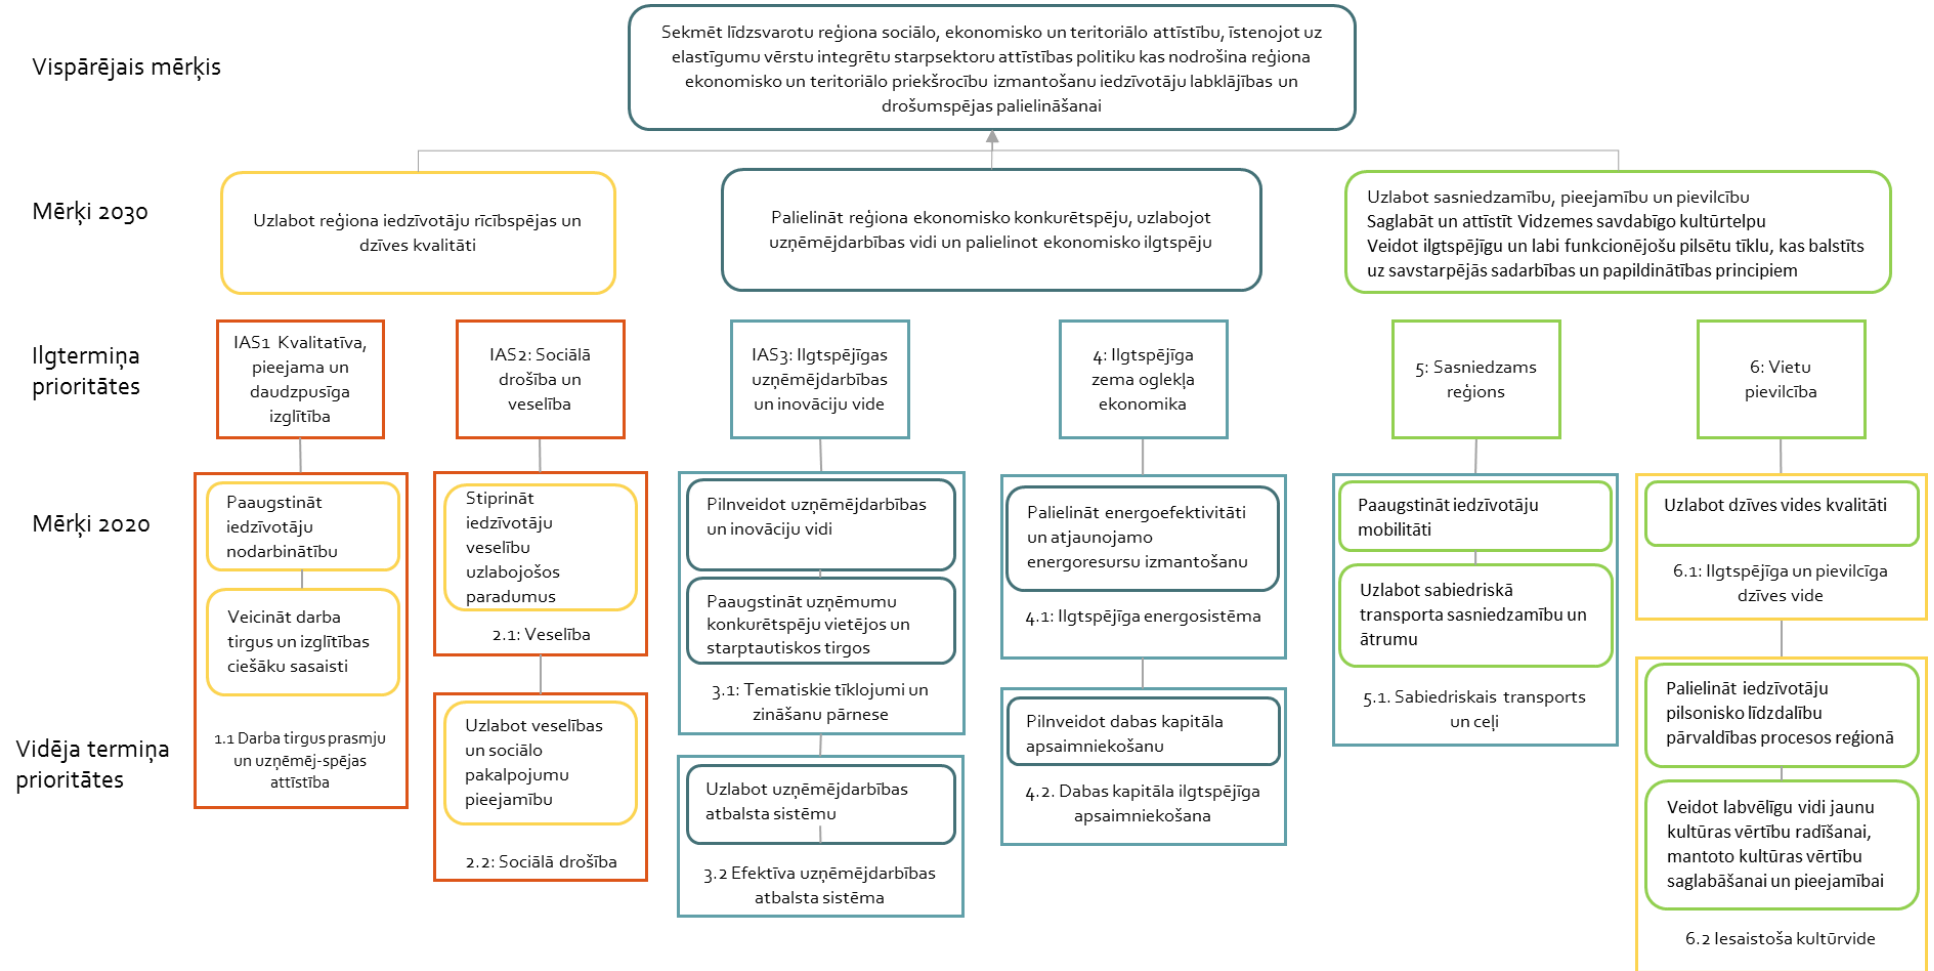 Vispārējais mērķis
Sekmēt līdzsvarotu reģiona sociālo, ekonomisko un teritoriālo attīstību, īstenojot uz
elastīgumu vērstu integrētu starpsektoru attīstības politiku kas nodrošina reģiona
ekonomisko un teritoriālo priekšrocību izmantošanu iedzīvotāju labklājības un
drošumspējas palielināšanai
Mērķi 2030
Uzlabot reģiona iedzīvotāju rīcībspējas un
dzīves kvalitāti
Palielināt reģiona ekonomisko konkurētspēju, uzlabojot
uzņēmējdarbības vidi un palielinot ekonomisko ilgtspēju
Uzlabot sasniedzamību, pieejamību un pievilcību
Saglabāt un attīstīt Vidzemes savdabīgo kultūrtelpu
Veidot ilgtspējīgu un labi funkcionējošu pilsētu tīklu, kas balstīts
uz savstarpējās sadarbības un papildinātības principiem
Ilgtermiņa
prioritātes
IAS1 Kvalitatīva,
pieejama un
daudzpusīga
izglītība
IAS2: Sociālā
drošība un
veselība
IAS3: Ilgtspējīgas
uzņēmējdarbības
un inovāciju vide
4: Ilgtspējīga
zema oglekļa
ekonomika
5: Sasniedzams
reģions
6: Vietu
pievilcība
Mērķi 2020
Vidēja termiņa
prioritātes
Paaugstināt
iedzīvotāju
nodarbinātību
Veicināt darba
tirgus un izglītības
ciešāku sasaisti
1.1 Darba tirgus prasmju
un uzņēmēj-spējas
attīstība
Stiprināt
iedzīvotāju
veselību
uzlabojošos
paradumus
2.1: Veselība
Uzlabot veselības
un sociālo
pakalpojumu
pieejamību
2.2: Sociālā drošība
Pilnveidot uzņēmējdarbības
un inovāciju vidi
Paaugstināt uzņēmumu
konkurētspēju vietējos un
starptautiskos tirgos
3.1: Tematiskie tīklojumi un
zināšanu pārnese
Uzlabot uzņēmējdarbības
atbalsta sistēmu
3.2 Efektīva uzņēmējdarbības
atbalsta sistēma
Palielināt energoefektivitāti
un atjaunojamo
energoresursu izmantošanu
4.1: Ilgtspējīga energosistēma
Pilnveidot dabas kapitāla
apsaimniekošanu
4.2. Dabas kapitāla ilgtspējīga
apsaimniekošana
Paaugstināt iedzīvotāju
mobilitāti
Uzlabot sabiedriskā
transporta sasniedzamību un
ātrumu
5.1. Sabiedriskais transports
un ceļi
Uzlabot dzīves vides kvalitāti
6.1: Ilgtspējīga un pievilcīga
dzīves vide
Palielināt iedzīvotāju
pilsonisko līdzdalību
pārvaldības procesos reģionā
Veidot labvēlīgu vidi jaunu
kultūras vērtību radīšanai,
mantoto kultūras vērtību
saglabāšanai un pieejamībai
6.2 Iesaistoša kultūrvide